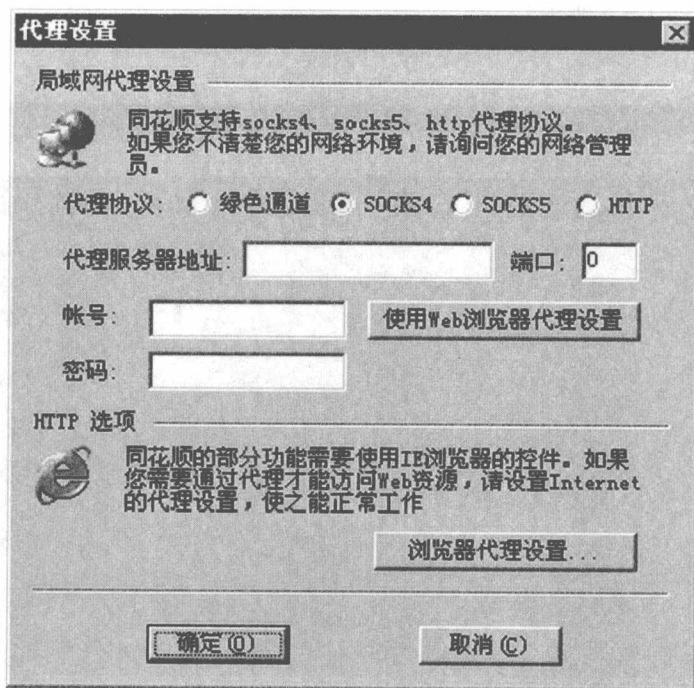 代理设置
局域网代理设置
同花顺支持socks4、socks5、http代理协议。
如果您不清楚您的网络环境，请询问您的网络管理
员。
代理协议: 绿色通道 SOCKS4 SOCKS5 HTTP
代理服务器地址: 端口: 0
帐号: 使用Web浏览器代理设置
密码:
HTTP 选项
同花顺的部分功能需要使用IE浏览器的控件。如果
您需要通过代理才能访问Web资源，请设置Internet
的代理设置，使之能正常工作
浏览器代理设置...
确定(O) 取消(C)